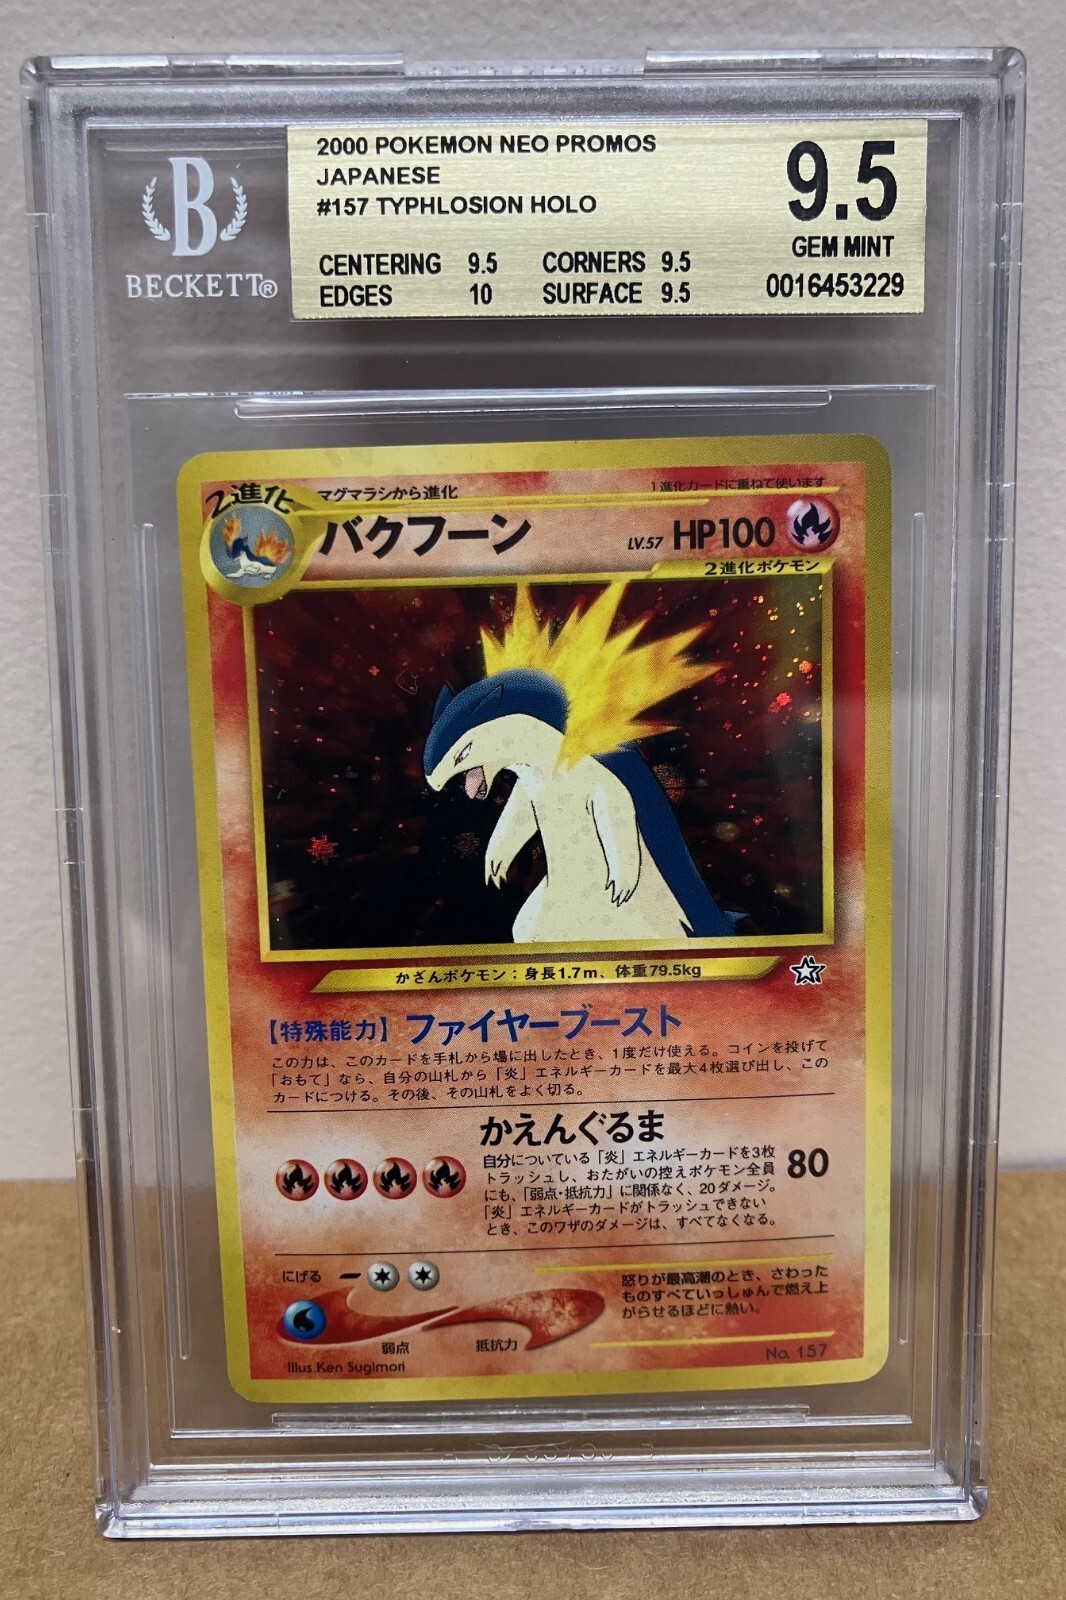 B
BECKETT®
2000 POKEMON NEO PROMOS
JAPANESE
#157 TYPHLOSION HOLO
CENTERING 9.5 CORNERS 9.5
EDGES 10 SURFACE 9.5
9.5
GEM MINT
0016453229
2進化
マグマラシから進化
1進化カードに重ねて使います
バクフーン LV.57 HP100
2進化ポケモン
かざんポケモン：身長1.7m、体重79.5kg
【特殊能力】ファイヤーブースト
この力は、このカードを手札から場に出したとき、1度だけ使える。コインを投げて
「おもて」なら、自分の山札から「炎」エネルギーカードを最大4枚選び出し、この
カードにつける。その後、その山札をよく切る。
かえんぐるま
自分についている「炎」エネルギーカードを3枚
トラッシュし、おたがいの控えポケモン全員
にも、「弱点・抵抗力」に関係なく、20ダメージ。
「炎」エネルギーカードがトラッシュできない
とき、このワザのダメージは、すべてなくなる。
80
にげる
弱点
抵抗力
怒りが最高潮のとき、さわった
ものすべていっしゅんで燃え上
がらせるほどに熱い。
Illus.Ken Sugimori
No. 157